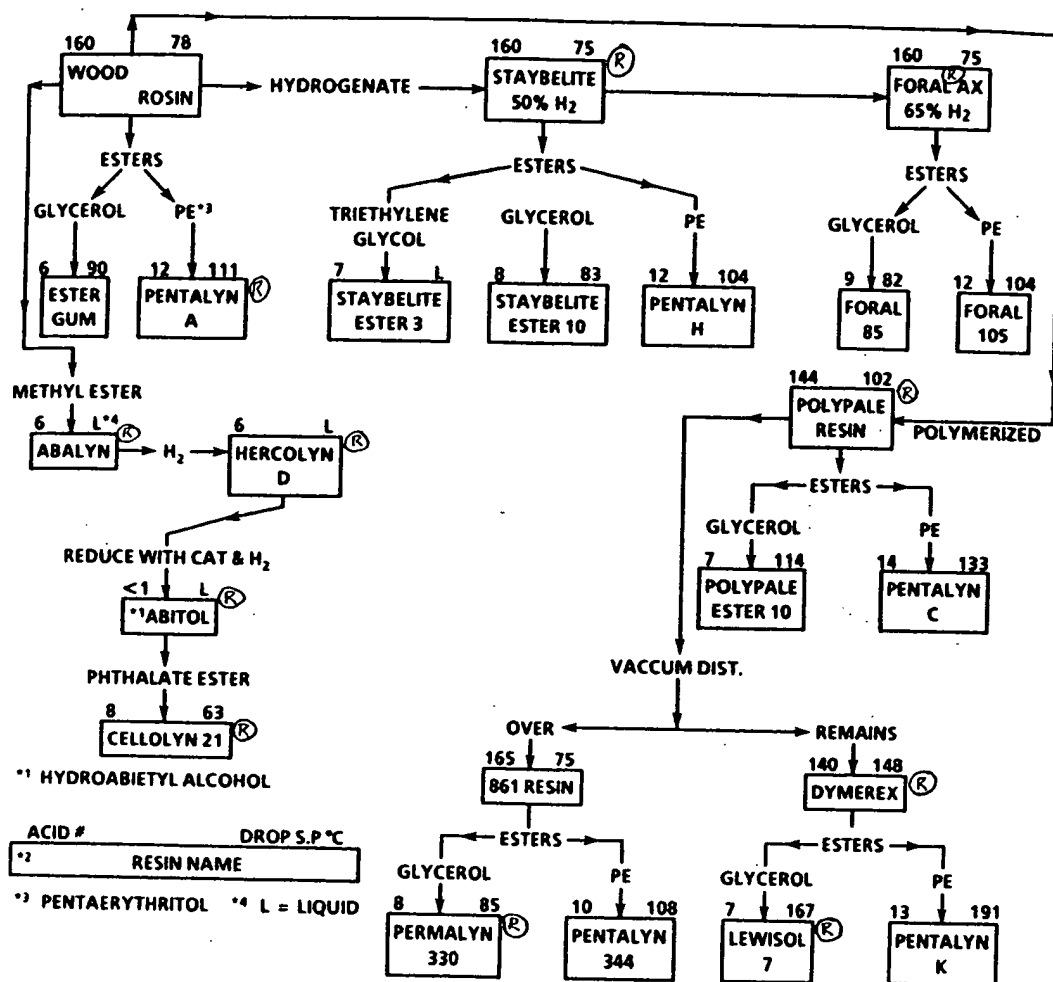 160 78
WOOD
ROSIN
HYDROGENATE
160 75
STAYBELITE ®
50% H₂
160 75
FORAL ® AX
65% H₂
ESTERS
GLYCEROL
PE*³
6 90
ESTER
GUM
12 111
PENTALYN ®
A
ESTERS
TRIETHYLENE
GLYCOL
GLYCEROL
PE
7 L
STAYBELITE
ESTER 3
8 83
STAYBELITE
ESTER 10
12 104
PENTALYN
H
ESTERS
GLYCEROL
PE
9 82
FORAL
85
12 104
FORAL
105
METHYL ESTER
6 L*⁴
ABALYN ®
H₂
6 L
HERCOLYN ®
D
144 102
POLYPALE ®
RESIN
POLYMERIZED
ESTERS
GLYCEROL
PE
7 114
POLYPALE
ESTER 10
14 133
PENTALYN
C
REDUCE WITH CAT & H₂
<1 L
*¹ABITOL ®
PHTHALATE ESTER
8 63
CELLOLYN 21 ®
*¹ HYDROABIETYL ALCOHOL
VACCUM DIST.
OVER
REMAINS
165 75
861 RESIN
140 148
DYMEREX ®
ESTERS
GLYCEROL
PE
8 85
PERMALYN ®
330
10 108
PENTALYN
344
ESTERS
GLYCEROL
PE
7 167
LEWISOL ®
7
13 191
PENTALYN
K
ACID # DROP S.P °C
*² RESIN NAME
*³ PENTAERYTHRITOL *⁴ L = LIQUID